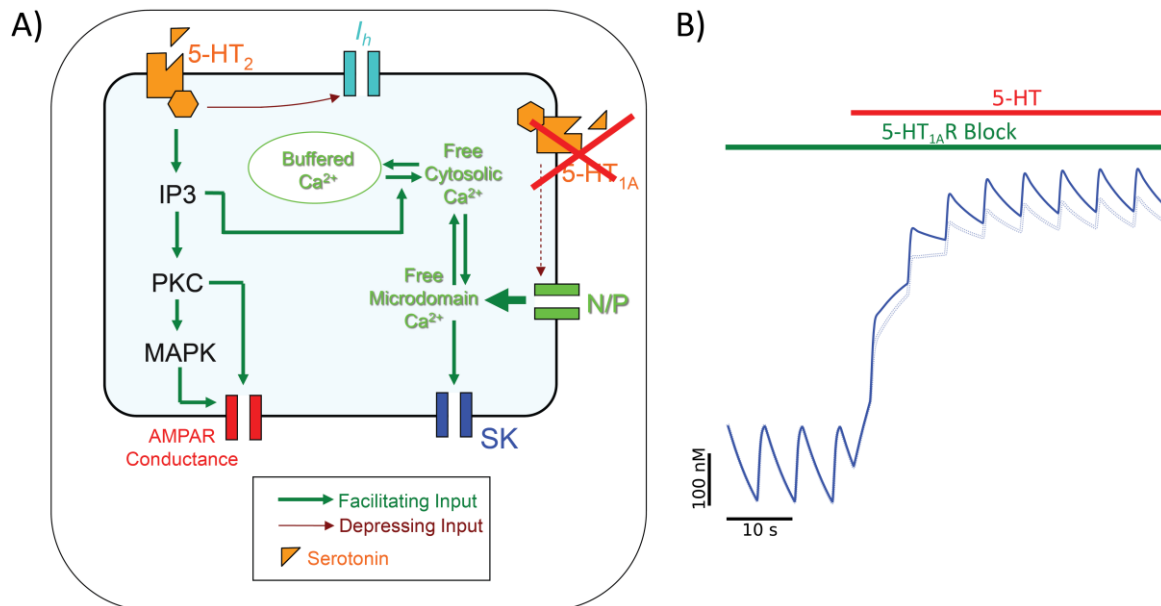 A)
5-HT₂
Iₕ
Buffered
Ca²⁺
Free
Cytosolic
Ca²⁺
5-HT₁A
IP3
PKC
Free
Microdomain
Ca²⁺
N/P
MAPK
AMPAR
Conductance
SK
Facilitating Input
Depressing Input
Serotonin
B)
5-HT
5-HT₁AR Block
100 nM
10 s